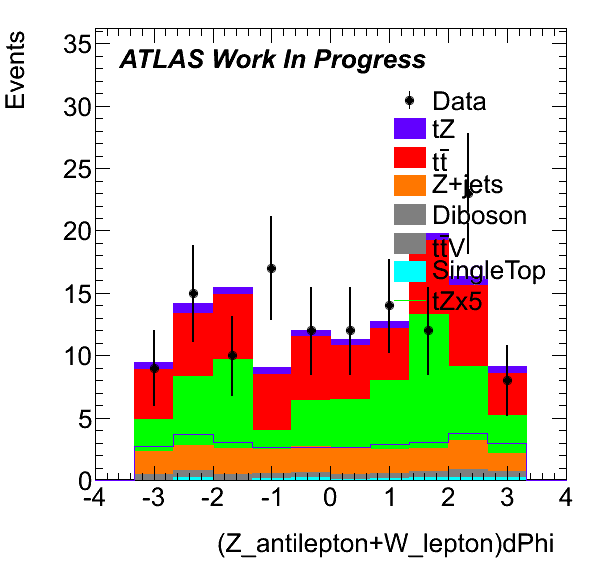 Events
ATLAS Work In Progress
Data
tZ
tt̄
Z+jets
Diboson
tt̄V
SingleTop
tZx5
35
30
25
20
15
10
5
0
-4 -3 -2 -1 0 1 2 3 4
(Z_antilepton+W_lepton)dPhi